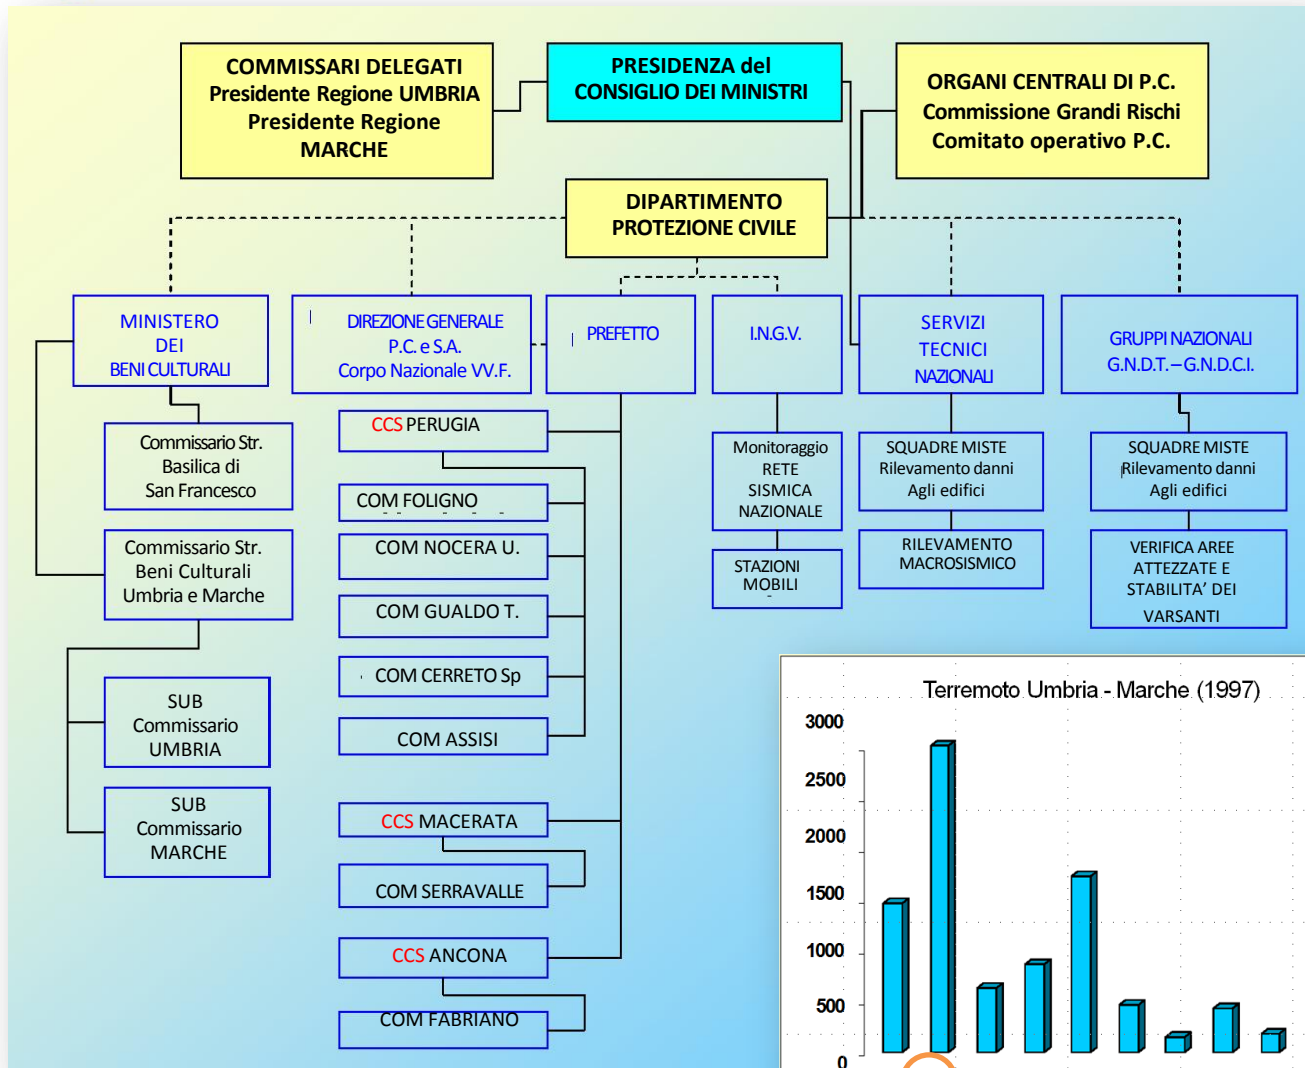 COMMISSARI DELEGATI
Presidente Regione UMBRIA
Presidente Regione
MARCHE
PRESIDENZA del
CONSIGLIO DEI MINISTRI
ORGANI CENTRALI DI P.C.
Commissione Grandi Rischi
Comitato operativo P.C.
DIPARTIMENTO
PROTEZIONE CIVILE
MINISTERO
DEI
BENI CULTURALI
DIREZIONE GENERALE
P.C. e S.A.
Corpo Nazionale VV.F.
PREFETTO
I.N.G.V.
SERVIZI
TECNICI
NAZIONALI
GRUPPI NAZIONALI
G.N.D.T. – G.N.D.C.I.
Commissario Str.
Basilica di
San Francesco
Commissario Str.
Beni Culturali
Umbria e Marche
SUB
Commissario
UMBRIA
SUB
Commissario
MARCHE
CCS PERUGIA
COM FOLIGNO
COM NOCERA U.
COM GUALDO T.
COM CERRETO Sp
COM ASSISI
CCS MACERATA
COM SERRAVALLE
CCS ANCONA
COM FABRIANO
Monitoraggio
RETE
SISMICA
NAZIONALE
STAZIONI
MOBILI
SQUADRE MISTE
Rilevamento danni
Agli edifici
RILEVAMENTO
MACROSISMICO
SQUADRE MISTE
Rilevamento danni
Agli edifici
VERIFICA AREE
ATTEZZATE E
STABILITA' DEI
VARSANTI
Terremoto Umbria - Marche (1997)
3000
2500
2000
1500
1000
500
0